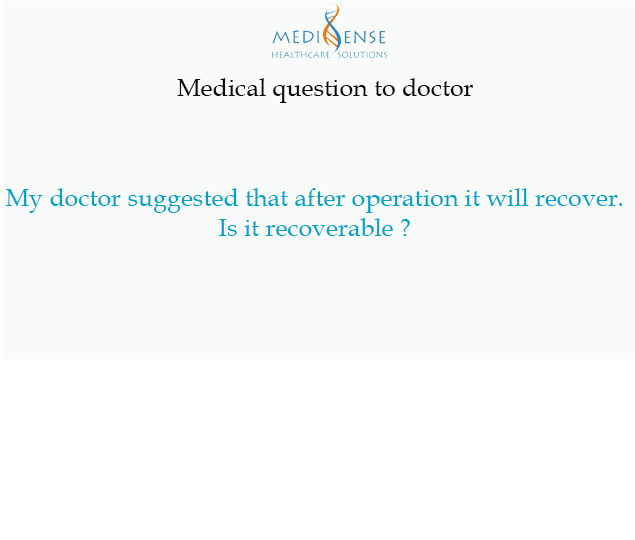 MEDISENSE
HEALTHCARE SOLUTIONS
Medical question to doctor
My doctor suggested that after operation it will recover.
Is it recoverable ?